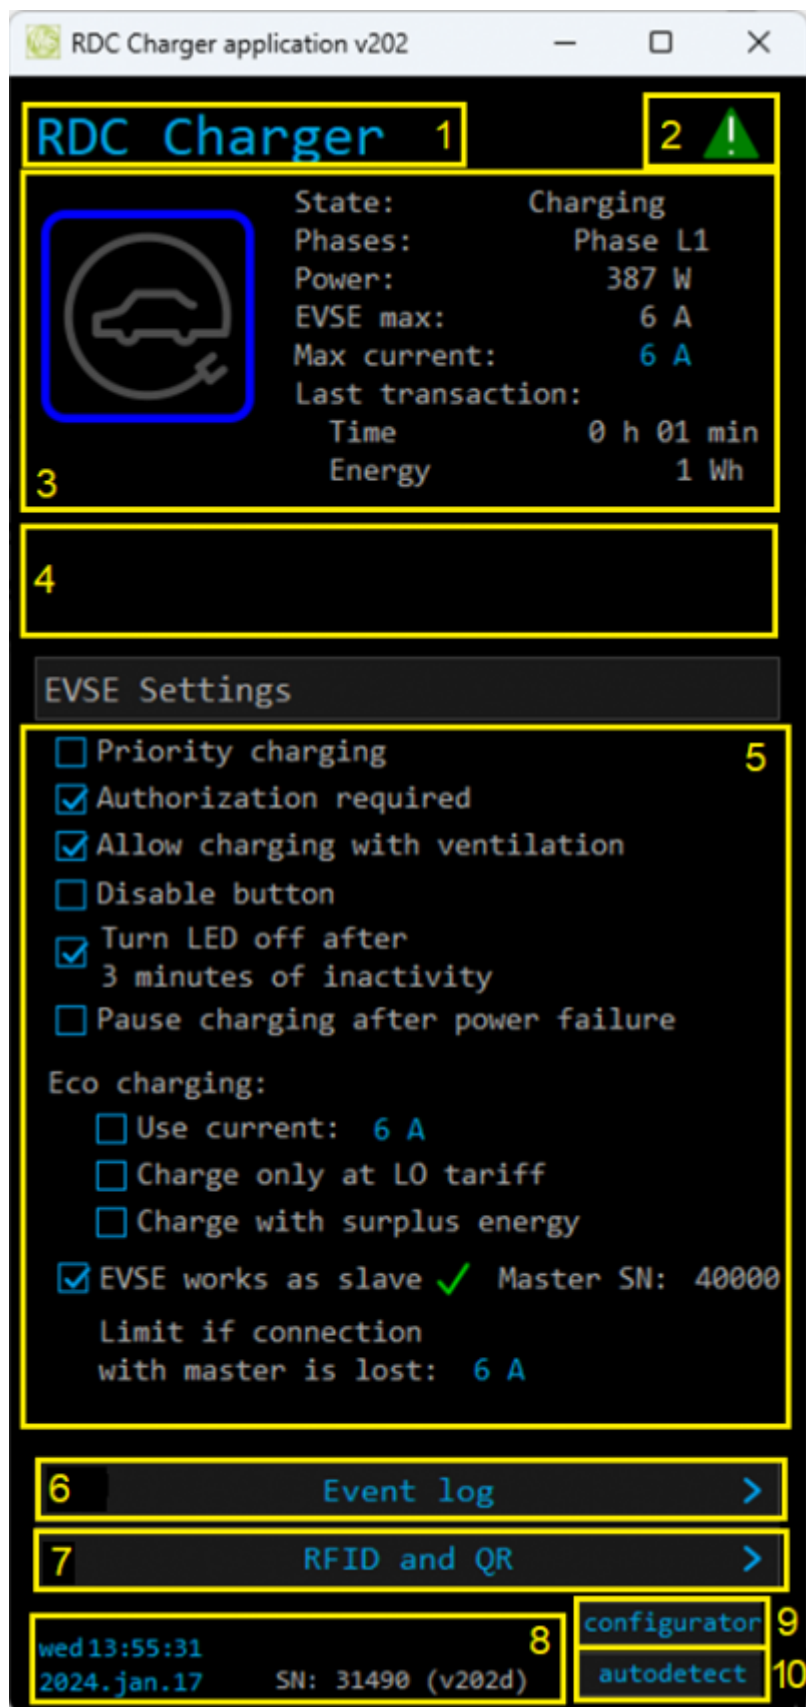 RDC Charger application v202
RDC Charger 1
2
State: Charging
Phases: Phase L1
Power: 387 W
EVSE max: 6 A
Max current: 6 A
Last transaction:
Time 0 h 01 min
Energy 1 Wh
3
4
EVSE Settings
5
Priority charging
Authorization required
Allow charging with ventilation
Disable button
Turn LED off after
3 minutes of inactivity
Pause charging after power failure
Eco charging:
Use current: 6 A
Charge only at LO tariff
Charge with surplus energy
EVSE works as slave Master SN: 40000
Limit if connection
with master is lost: 6 A
6 Event log >
7 RFID and QR >
8
wed 13:55:31
2024.jan.17 SN: 31490 (v202d)
configurator 9
autodetect 10